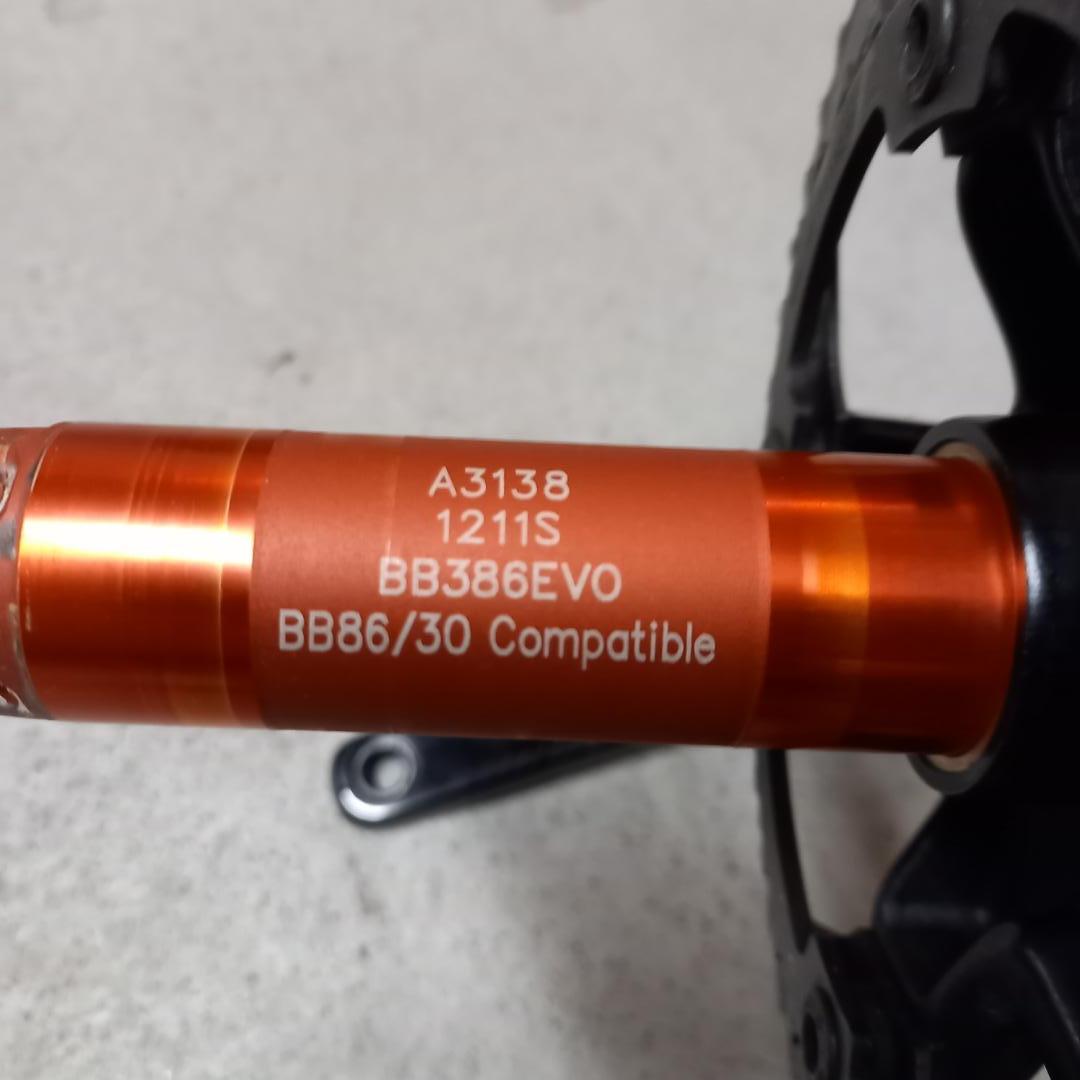 A3138
1211S
BB386EVO
BB86/30 Compatible